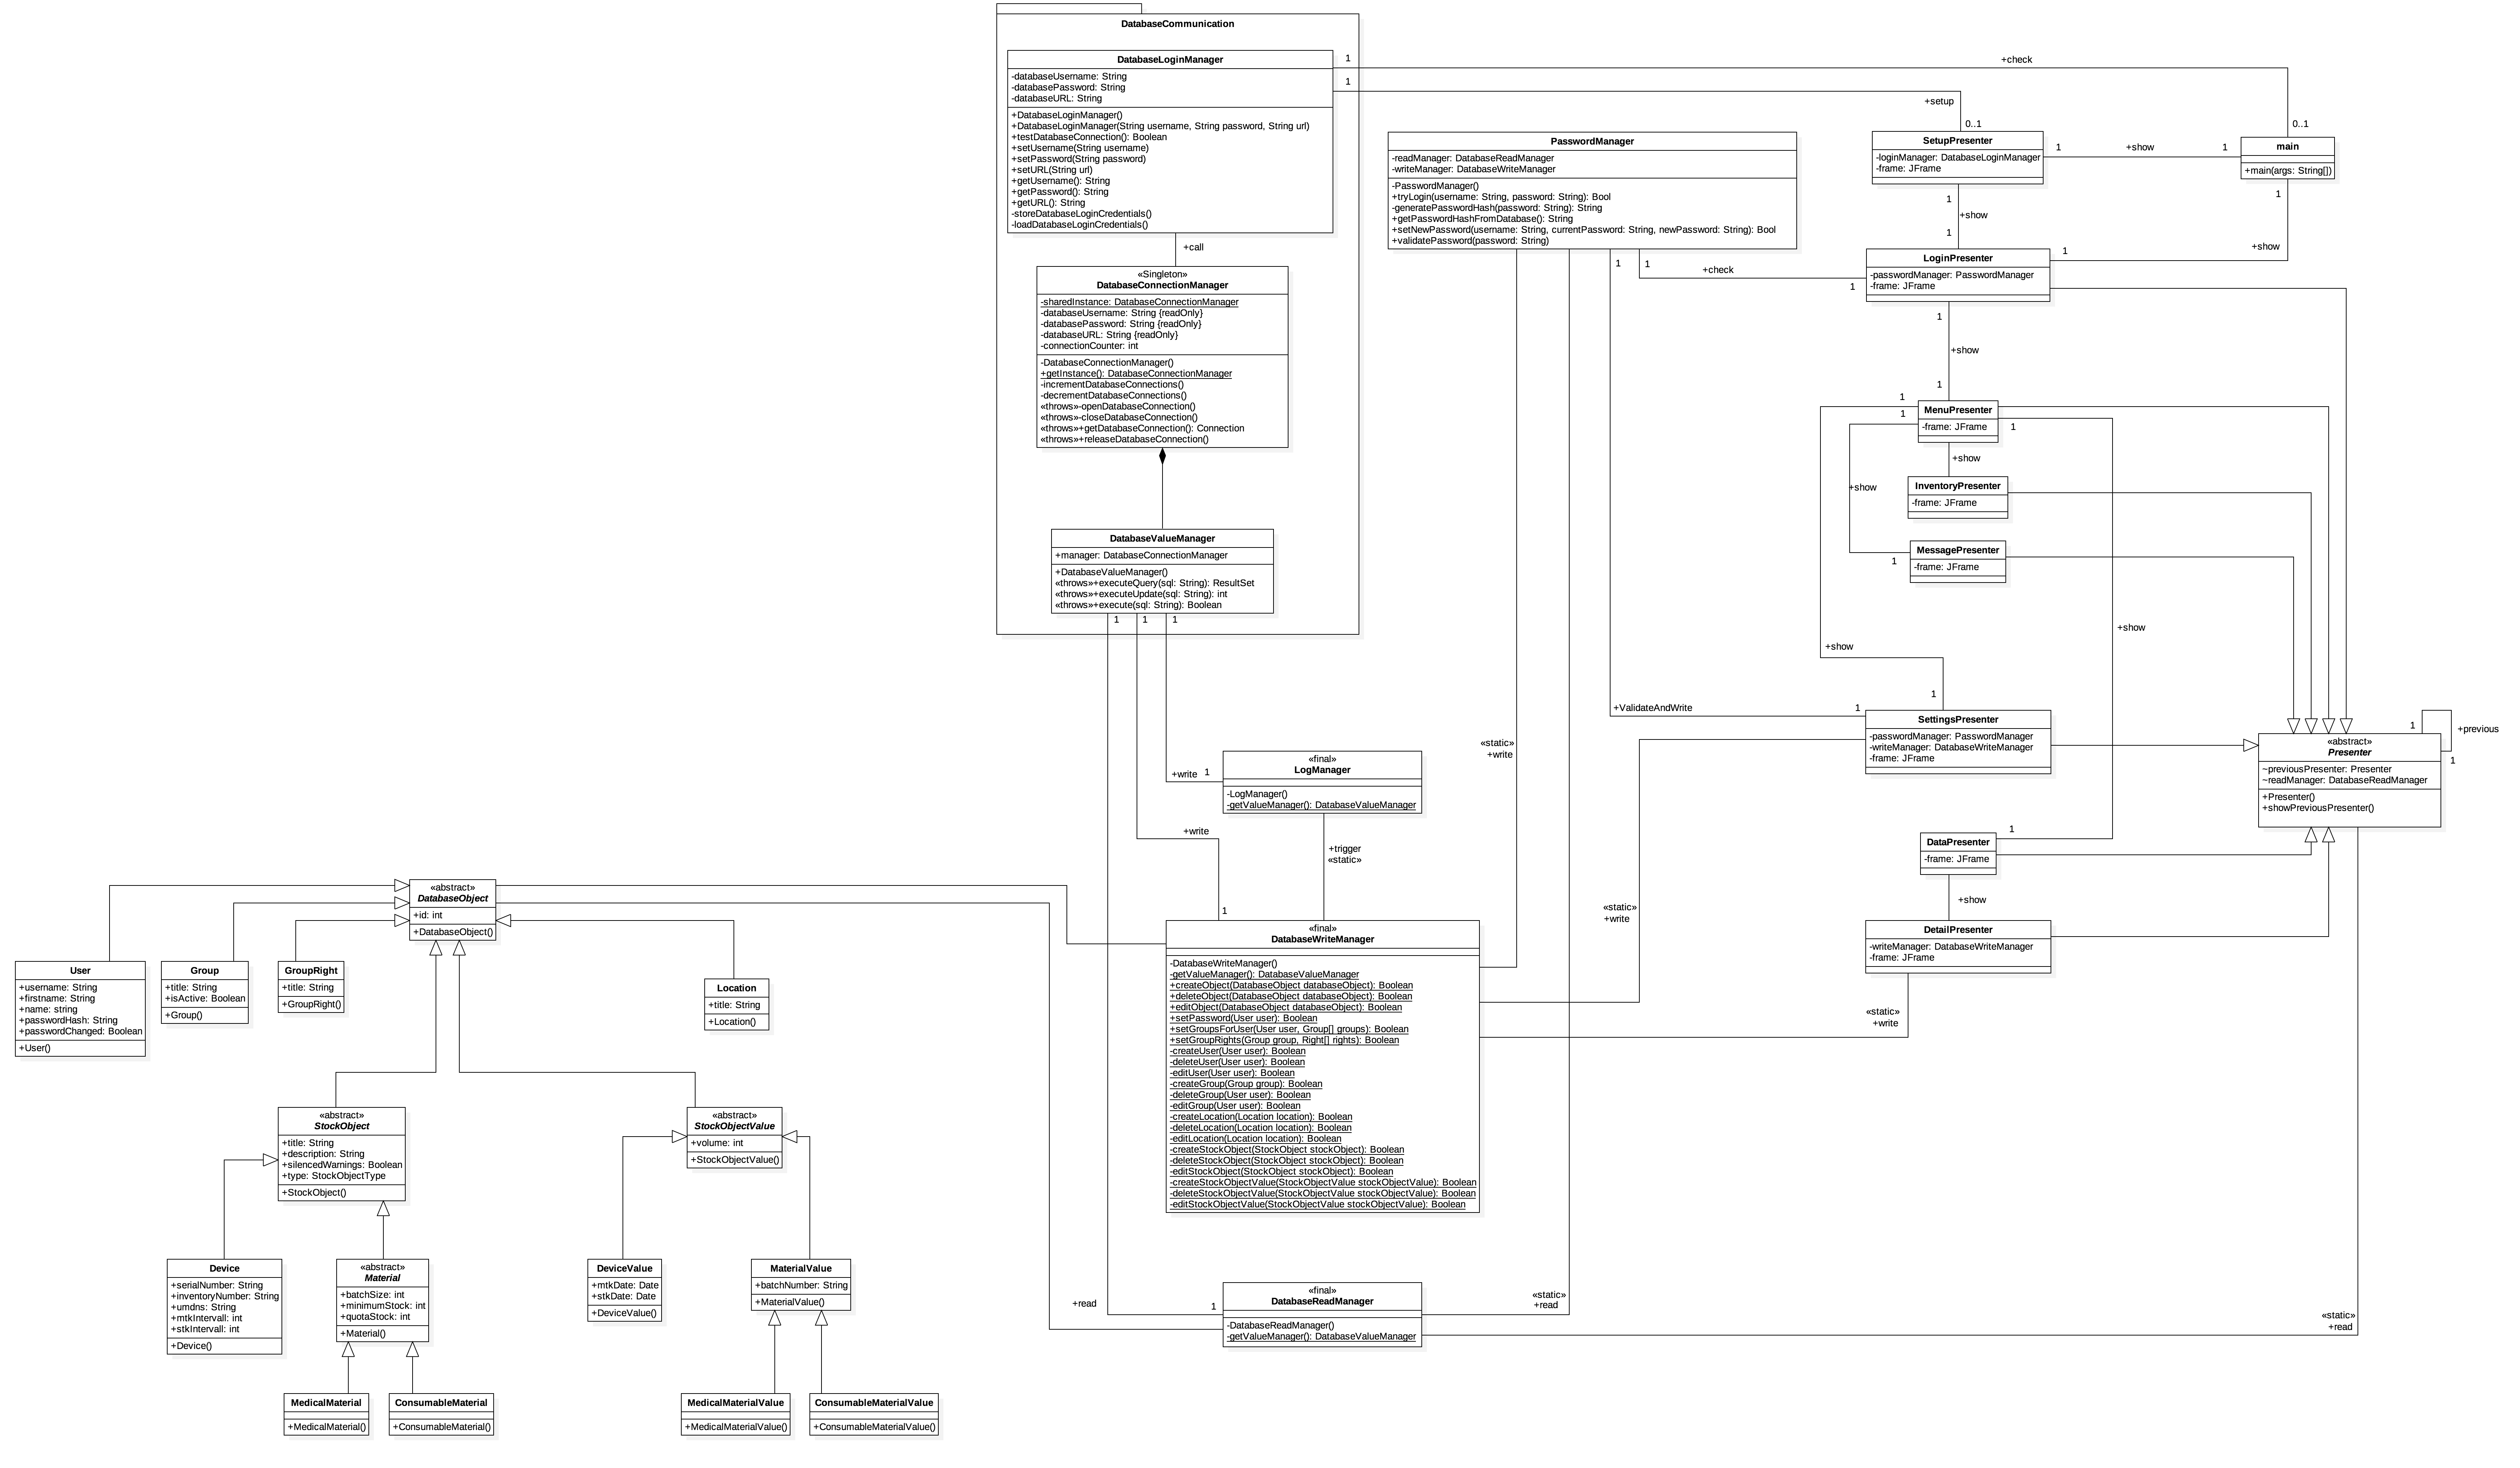 DatabaseCommunication
DatabaseLoginManager
-databaseUsername: String
-databasePassword: String
-databaseURL: String
+DatabaseLoginManager()
+DatabaseLoginManager(String username, String password, String url)
+testDatabaseConnection(): Boolean
+setUsername(String username)
+setPassword(String password)
+setURL(String url)
+getUsername(): String
+getPassword(): String
+getURL(): String
-storeDatabaseLoginCredentials()
-loadDatabaseLoginCredentials()
1
1
+check
+setup
0..1
0..1
+call
«Singleton»
DatabaseConnectionManager
-sharedInstance: DatabaseConnectionManager
-databaseUsername: String {readOnly}
-databasePassword: String {readOnly}
-databaseURL: String {readOnly}
-connectionCounter: int
-DatabaseConnectionManager()
+getInstance(): DatabaseConnectionManager
-incrementDatabaseConnections()
-decrementDatabaseConnections()
«throws»-openDatabaseConnection()
«throws»-closeDatabaseConnection()
«throws»+getDatabaseConnection(): Connection
«throws»+releaseDatabaseConnection()
DatabaseValueManager
+manager: DatabaseConnectionManager
+DatabaseValueManager()
«throws»+executeQuery(sql: String): ResultSet
«throws»+executeUpdate(sql: String): int
«throws»+execute(sql: String): Boolean
1
1
1
PasswordManager
-readManager: DatabaseReadManager
-writeManager: DatabaseWriteManager
-PasswordManager()
+tryLogin(username: String, password: String): Bool
-generatePasswordHash(password: String): String
+getPasswordHashFromDatabase(): String
+setNewPassword(username: String, currentPassword: String, newPassword: String): Bool
+validatePassword(password: String)
1
1
+check
1
SetupPresenter
-loginManager: DatabaseLoginManager
-frame: JFrame
1
+show
1
main
+main(args: String[])
1
+show
1
1
+show
1
LoginPresenter
-passwordManager: PasswordManager
-frame: JFrame
1
+show
1
1
1
MenuPresenter
-frame: JFrame
1
+show
InventoryPresenter
-frame: JFrame
+show
MessagePresenter
-frame: JFrame
1
+show
+show
1
+ValidateAndWrite
1
SettingsPresenter
-passwordManager: PasswordManager
-writeManager: DatabaseWriteManager
-frame: JFrame
1
+previous
1
«abstract»
Presenter
~previousPresenter: Presenter
~readManager: DatabaseReadManager
+Presenter()
+showPreviousPresenter()
«static»
+write
+write
1
«final»
LogManager
-LogManager()
-getValueManager(): DatabaseValueManager
+write
+trigger
«static»
1
1
DataPresenter
-frame: JFrame
+show
«static»
+write
DetailPresenter
-writeManager: DatabaseWriteManager
-frame: JFrame
«static»
+write
«abstract»
DatabaseObject
+id: int
+DatabaseObject()
User
+username: String
+firstname: String
+name: string
+passwordHash: String
+passwordChanged: Boolean
+User()
Group
+title: String
+isActive: Boolean
+Group()
GroupRight
+title: String
+GroupRight()
Location
+title: String
+Location()
«final»
DatabaseWriteManager
-DatabaseWriteManager()
-getValueManager(): DatabaseValueManager
+createObject(DatabaseObject databaseObject): Boolean
+deleteObject(DatabaseObject databaseObject): Boolean
+editObject(DatabaseObject databaseObject): Boolean
+setPassword(User user): Boolean
+setGroupsForUser(User user, Group[] groups): Boolean
+setGroupRights(Group group, Right[] rights): Boolean
-createUser(User user): Boolean
-deleteUser(User user): Boolean
-editUser(User user): Boolean
-createGroup(Group group): Boolean
-deleteGroup(User user): Boolean
-editGroup(User user): Boolean
-createLocation(Location location): Boolean
-deleteLocation(Location location): Boolean
-editLocation(Location location): Boolean
-createStockObject(StockObject stockObject): Boolean
-deleteStockObject(StockObject stockObject): Boolean
-editStockObject(StockObject stockObject): Boolean
-createStockObjectValue(StockObjectValue stockObjectValue): Boolean
-deleteStockObjectValue(StockObjectValue stockObjectValue): Boolean
-editStockObjectValue(StockObjectValue stockObjectValue): Boolean
«abstract»
StockObject
+title: String
+description: String
+silencedWarnings: Boolean
+type: StockObjectType
+StockObject()
«abstract»
StockObjectValue
+volume: int
+StockObjectValue()
Device
+serialNumber: String
+inventoryNumber: String
+umdns: String
+mtkIntervall: int
+stkIntervall: int
+Device()
«abstract»
Material
+batchSize: int
+minimumStock: int
+quotaStock: int
+Material()
DeviceValue
+mtkDate: Date
+stkDate: Date
+DeviceValue()
MaterialValue
+batchNumber: String
+MaterialValue()
+read
1
«final»
DatabaseReadManager
-DatabaseReadManager()
-getValueManager(): DatabaseValueManager
«static»
+read
«static»
+read
MedicalMaterial
+MedicalMaterial()
ConsumableMaterial
+ConsumableMaterial()
MedicalMaterialValue
+MedicalMaterialValue()
ConsumableMaterialValue
+ConsumableMaterialValue()